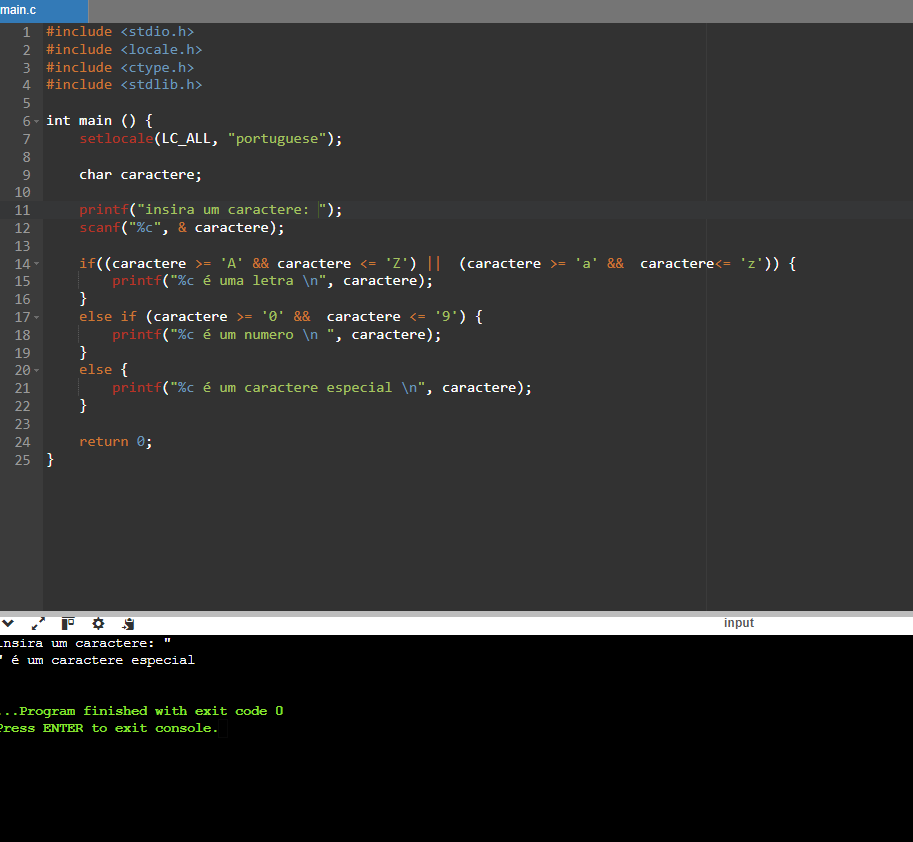 main.c
1 #include <stdio.h>
2 #include <locale.h>
3 #include <ctype.h>
4 #include <stdlib.h>
5
6 int main () {
7 setlocale(LC_ALL, "portuguese");
8
9 char caractere;
10
11 printf("insira um caractere: ");
12 scanf("%c", & caractere);
13
14 if((caractere >= 'A' && caractere <= 'Z') || (caractere >= 'a' && caractere<= 'z')) {
15 printf("%c é uma letra \n", caractere);
16 }
17 else if (caractere >= '0' && caractere <= '9') {
18 printf("%c é um numero \n ", caractere);
19 }
20 else {
21 printf("%c é um caractere especial \n", caractere);
22 }
23
24 return 0;
25 }
input
insira um caractere: "
" é um caractere especial
...Program finished with exit code 0
Press ENTER to exit console.